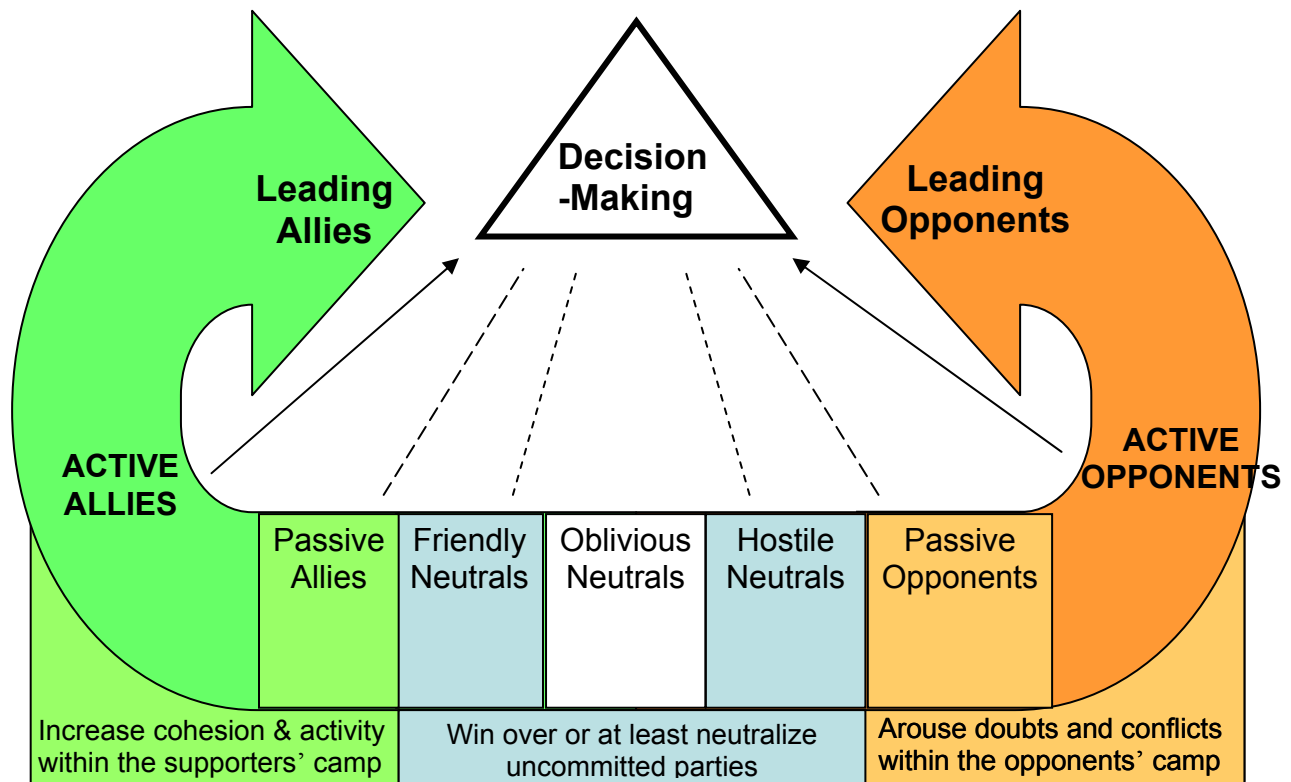 Decision
-Making
Leading
Allies
Leading
Opponents
ACTIVE
ALLIES
ACTIVE
OPPONENTS
Passive
Allies
Friendly
Neutrals
Oblivious
Neutrals
Hostile
Neutrals
Passive
Opponents
Increase cohesion & activity
within the supporters’ camp
Win over or at least neutralize
uncommitted parties
Arouse doubts and conflicts
within the opponents’ camp